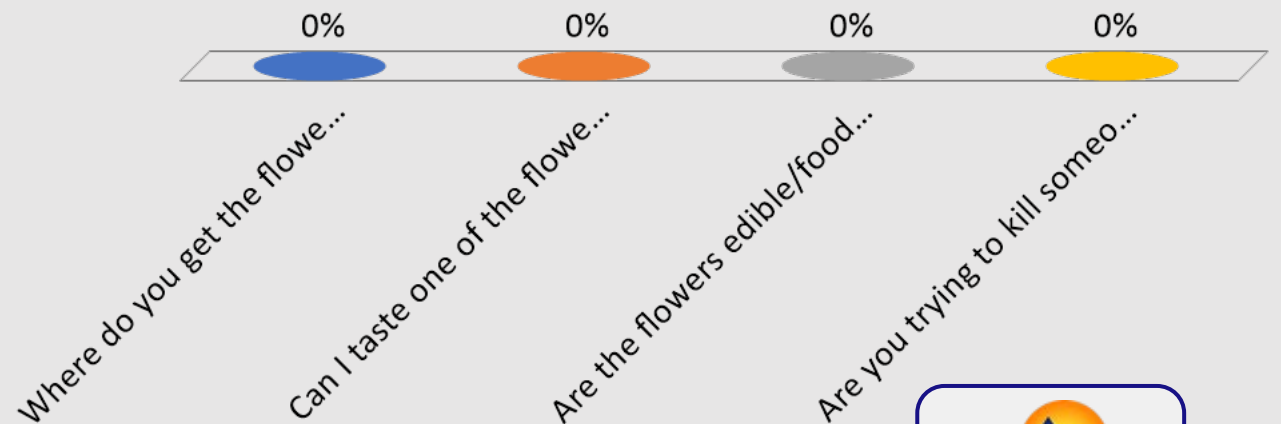 0%
0%
0%
0%
Where do you get the flowe...
Can I taste one of the flowe...
Are the flowers edible/food...
Are you trying to kill someo...